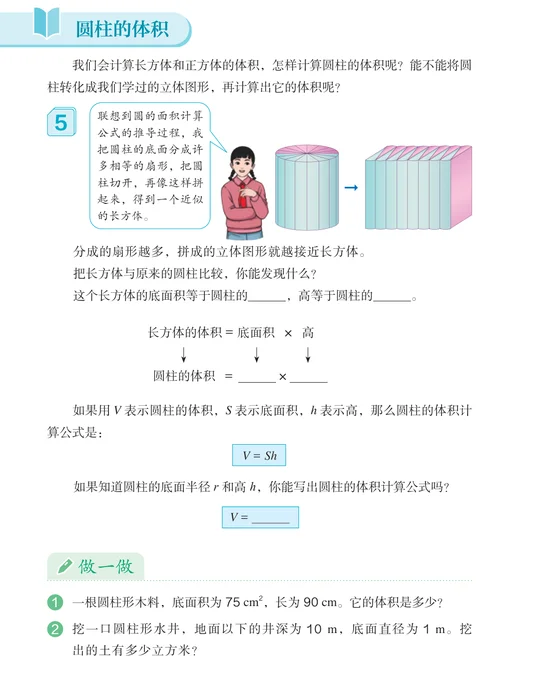 圆柱的体积
我们会计算长方体和正方体的体积，怎样计算圆柱的体积呢？能不能将圆
柱转化成我们学过的立体图形，再计算出它的体积呢？
5
联想到圆的面积计算
公式的推导过程，我
把圆柱的底面分成许
多相等的扇形，把圆
柱切开，再像这样拼
起来，得到一个近似
的长方体。
分成的扇形越多，拼成的立体图形就越接近长方体。
把长方体与原来的圆柱比较，你能发现什么？
这个长方体的底面积等于圆柱的______，高等于圆柱的______。
长方体的体积 = 底面积 × 高
↓ ↓ ↓
圆柱的体积 = ______ × ______
如果用 V 表示圆柱的体积，S 表示底面积，h 表示高，那么圆柱的体积计
算公式是：
V = Sh
如果知道圆柱的底面半径 r 和高 h，你能写出圆柱的体积计算公式吗？
V = ______
做一做
1 一根圆柱形木料，底面积为 75 cm²，长为 90 cm。它的体积是多少？
2 挖一口圆柱形水井，地面以下的井深为 10 m，底面直径为 1 m。挖
出的土有多少立方米？